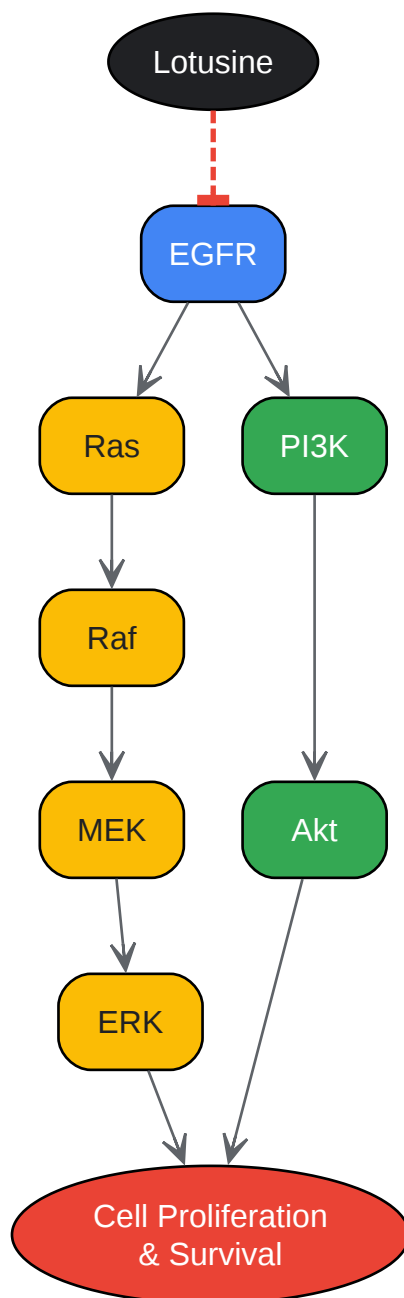 Lotusine
EGFR
Ras
PI3K
Raf
MEK
Akt
ERK
Cell Proliferation
& Survival